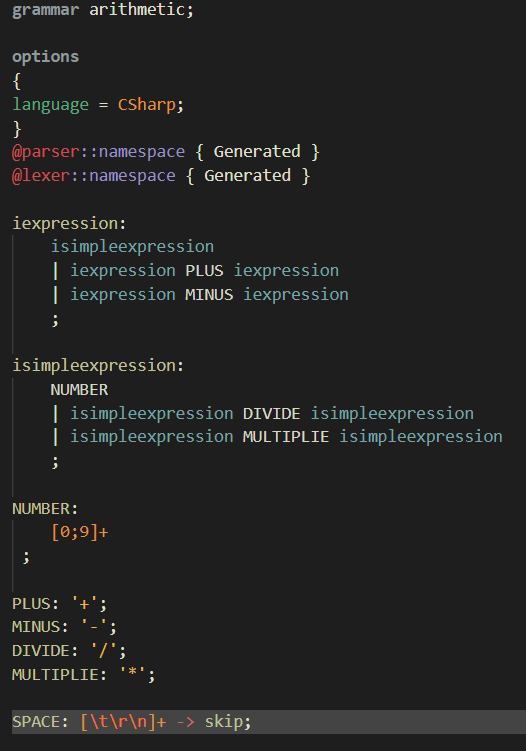 grammar arithmetic;
options
{
language = CSharp;
}
@parser::namespace { Generated }
@lexer::namespace { Generated }
iexpression:
isimpleexpression
| iexpression PLUS iexpression
| iexpression MINUS iexpression
;
isimpleexpression:
NUMBER
| isimpleexpression DIVIDE isimpleexpression
| isimpleexpression MULTIPLIE isimpleexpression
;
NUMBER:
[0;9]+
;
PLUS: '+';
MINUS: '-';
DIVIDE: '/';
MULTIPLIE: '*';
SPACE: [\t\r\n]+ -> skip;